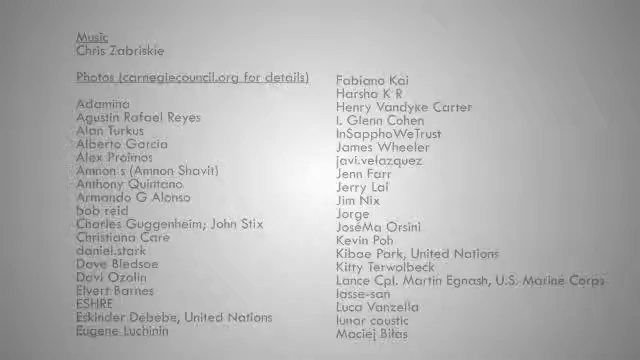 Music
Chris Zabriskie
Photos (carnegiecouncil.org for details)
Adamina
Agustin Rafael Reyes
Alan Turkus
Alberto Garcia
Alex Proimos
Amnon s (Amnon Shavit)
Anthony Quintano
Armando G Alonso
bob reid
Charles Guggenheim; John Stix
Christiana Care
daniel.stark
Dave Bledsoe
Davi Ozolin
Elvert Barnes
ESHRE
Eskinder Debebe, United Nations
Eugene Luchinin
Fabiano Kai
Harsha K R
Henry Vandyke Carter
I. Glenn Cohen
InSapphoWeTrust
James Wheeler
javi.velazquez
Jenn Farr
Jerry Lai
Jim Nix
Jorge
JoséMa Orsini
Kevin Poh
Kibae Park, United Nations
Kitty Terwolbeck
Lance Cpl. Martin Egnash, U.S. Marine Corps
lasse-san
Luca Vanzella
lunar caustic
Maciej Biłas